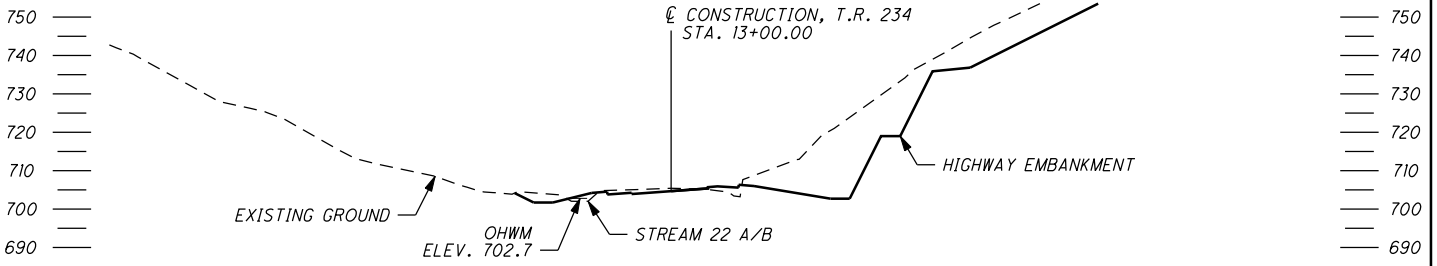 750
740
730
720
710
700
690
℄ CONSTRUCTION, T.R. 234
STA. 13+00.00
HIGHWAY EMBANKMENT
EXISTING GROUND
OHWM
ELEV. 702.7
STREAM 22 A/B
750
740
730
720
710
700
690